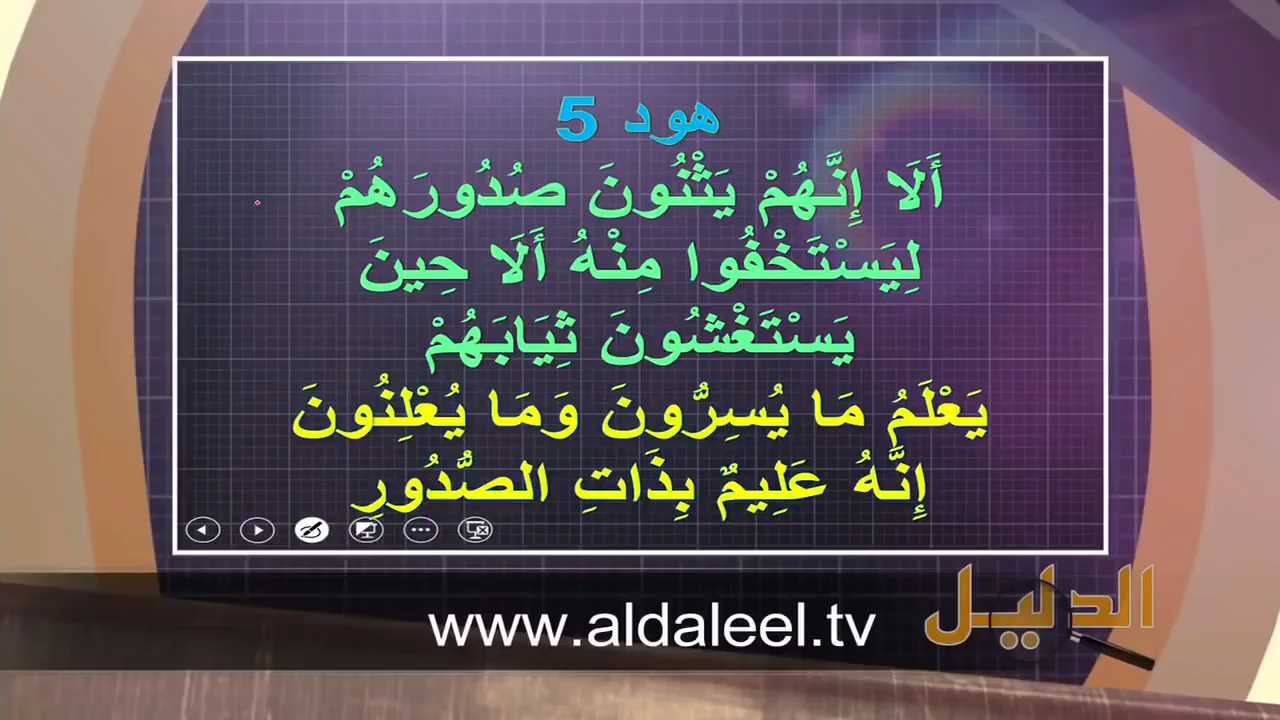 هود 5
أَلَا إِنَّهُمْ يَثْنُونَ صُدُورَهُمْ
لِيَسْتَخْفُوا مِنْهُ أَلَا حِينَ
يَسْتَغْشُونَ ثِيَابَهُمْ
يَعْلَمُ مَا يُسِرُّونَ وَمَا يُعْلِنُونَ
إِنَّهُ عَلِيمٌ بِذَاتِ الصُّدُورِ
www.aldaleel.tv
الدليل